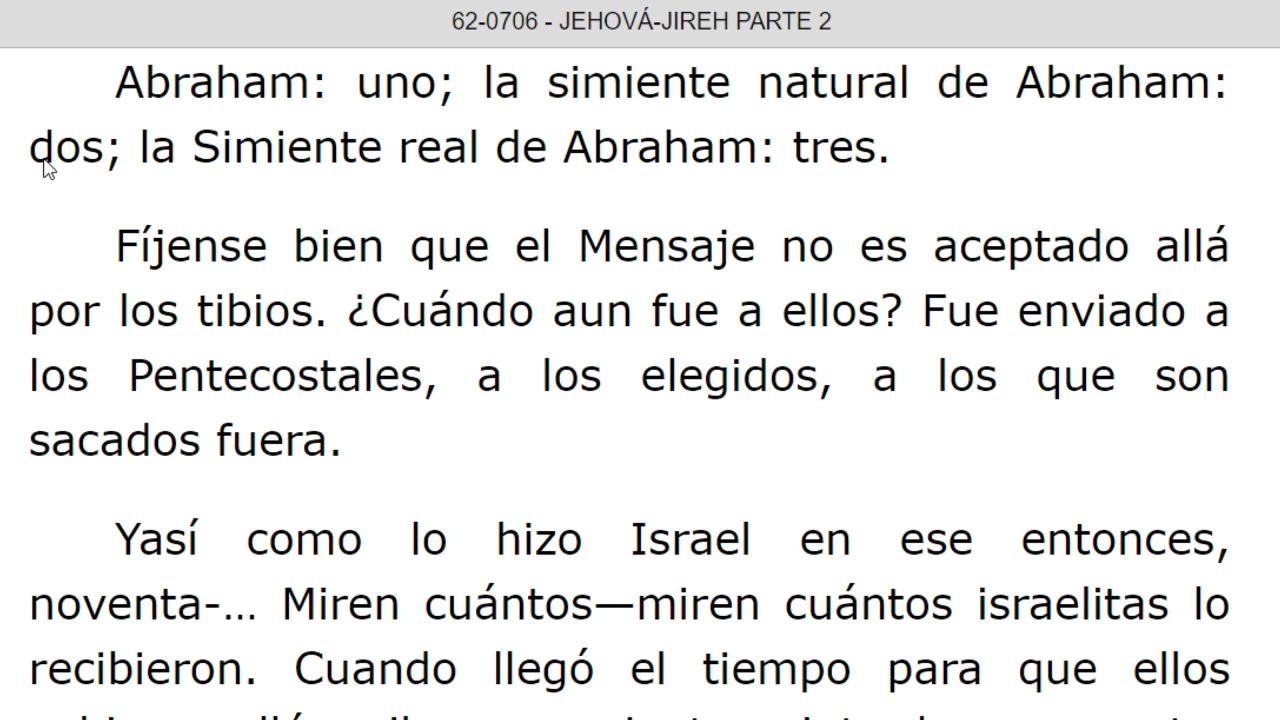 62-0706 - JEHOVÁ-JIREH PARTE 2
Abraham: uno; la simiente natural de Abraham:
dos; la Simiente real de Abraham: tres.
Fíjense bien que el Mensaje no es aceptado allá
por los tibios. ¿Cuándo aun fue a ellos? Fue enviado a
los Pentecostales, a los elegidos, a los que son
sacados fuera.
Yasí como lo hizo Israel en ese entonces,
noventa-… Miren cuántos—miren cuántos israelitas lo
recibieron. Cuando llegó el tiempo para que ellos